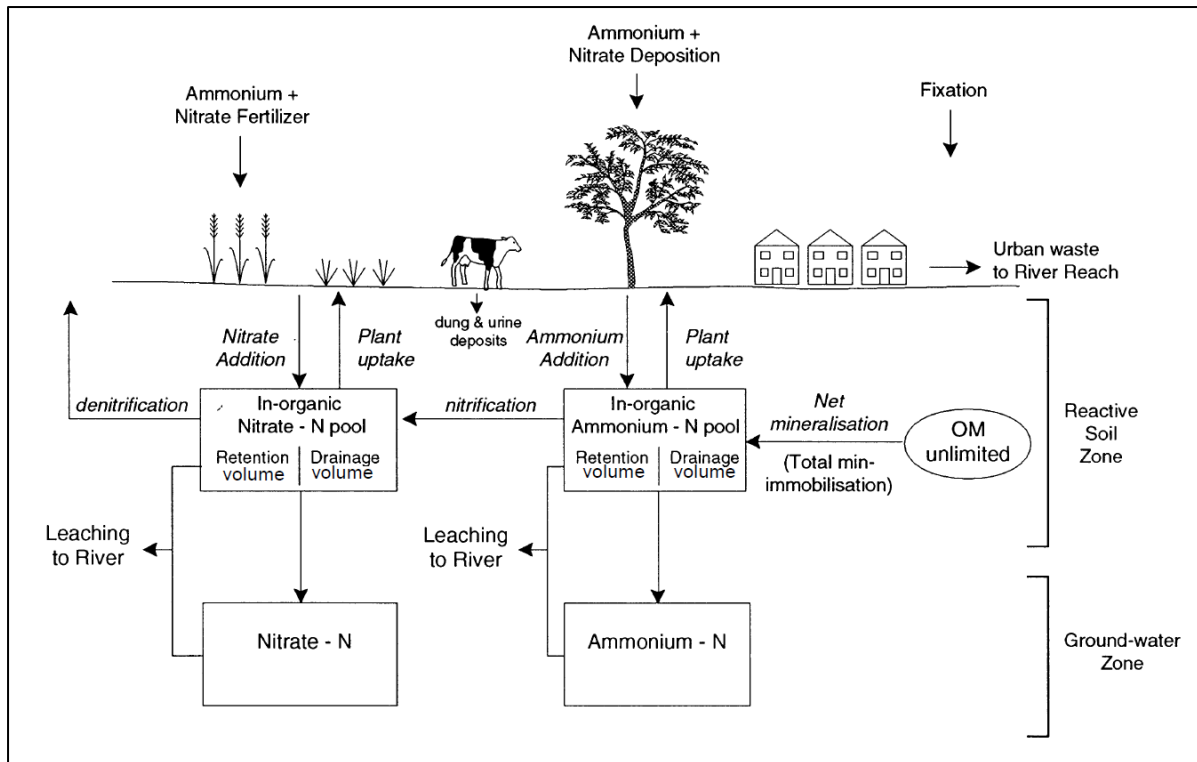 Ammonium +
Nitrate Deposition
Ammonium +
Nitrate Fertilizer
Fixation
Urban waste
to River Reach
dung & urine
deposits
Nitrate
Addition
Plant
uptake
Ammonium
Addition
Plant
uptake
denitrification
In-organic
Nitrate - N pool
Retention
volume
Drainage
volume
nitrification
In-organic
Ammonium - N pool
Retention
volume
Drainage
volume
Net
mineralisation
(Total min-
immobilisation)
OM
unlimited
Reactive
Soil
Zone
Leaching
to River
Leaching
to River
Nitrate - N
Ammonium - N
Ground-water
Zone